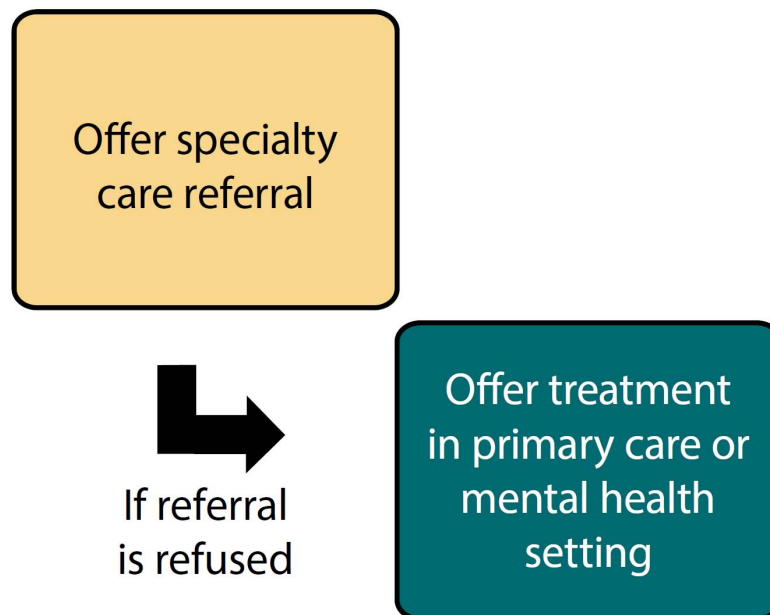 Offer specialty
care referral
If referral
is refused
Offer treatment
in primary care or
mental health
setting